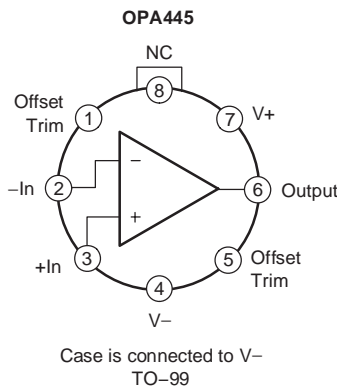 OPA445
NC
8
Offset
Trim
1
7
V+
−In
2
−
6
Output
+
+In
3
5
Offset
Trim
4
V−
Case is connected to V−
TO−99